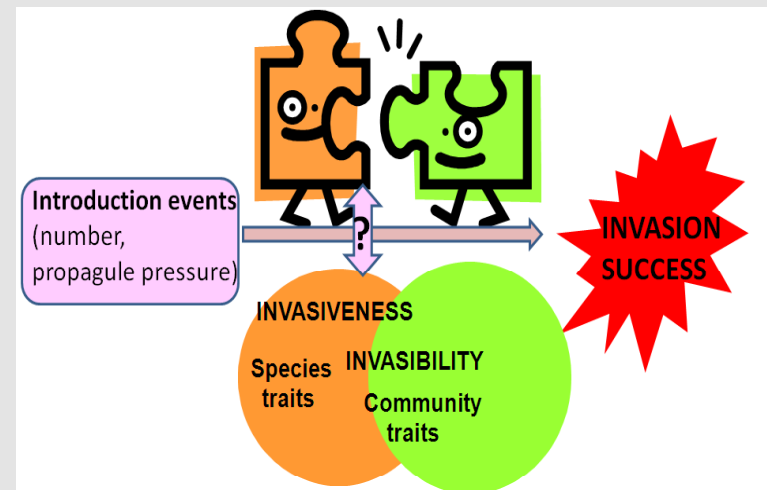 Introduction events
(number,
propagule pressure)
?
INVASION
SUCCESS
INVASIVENESS
Species
traits
INVASIBILITY
Community
traits